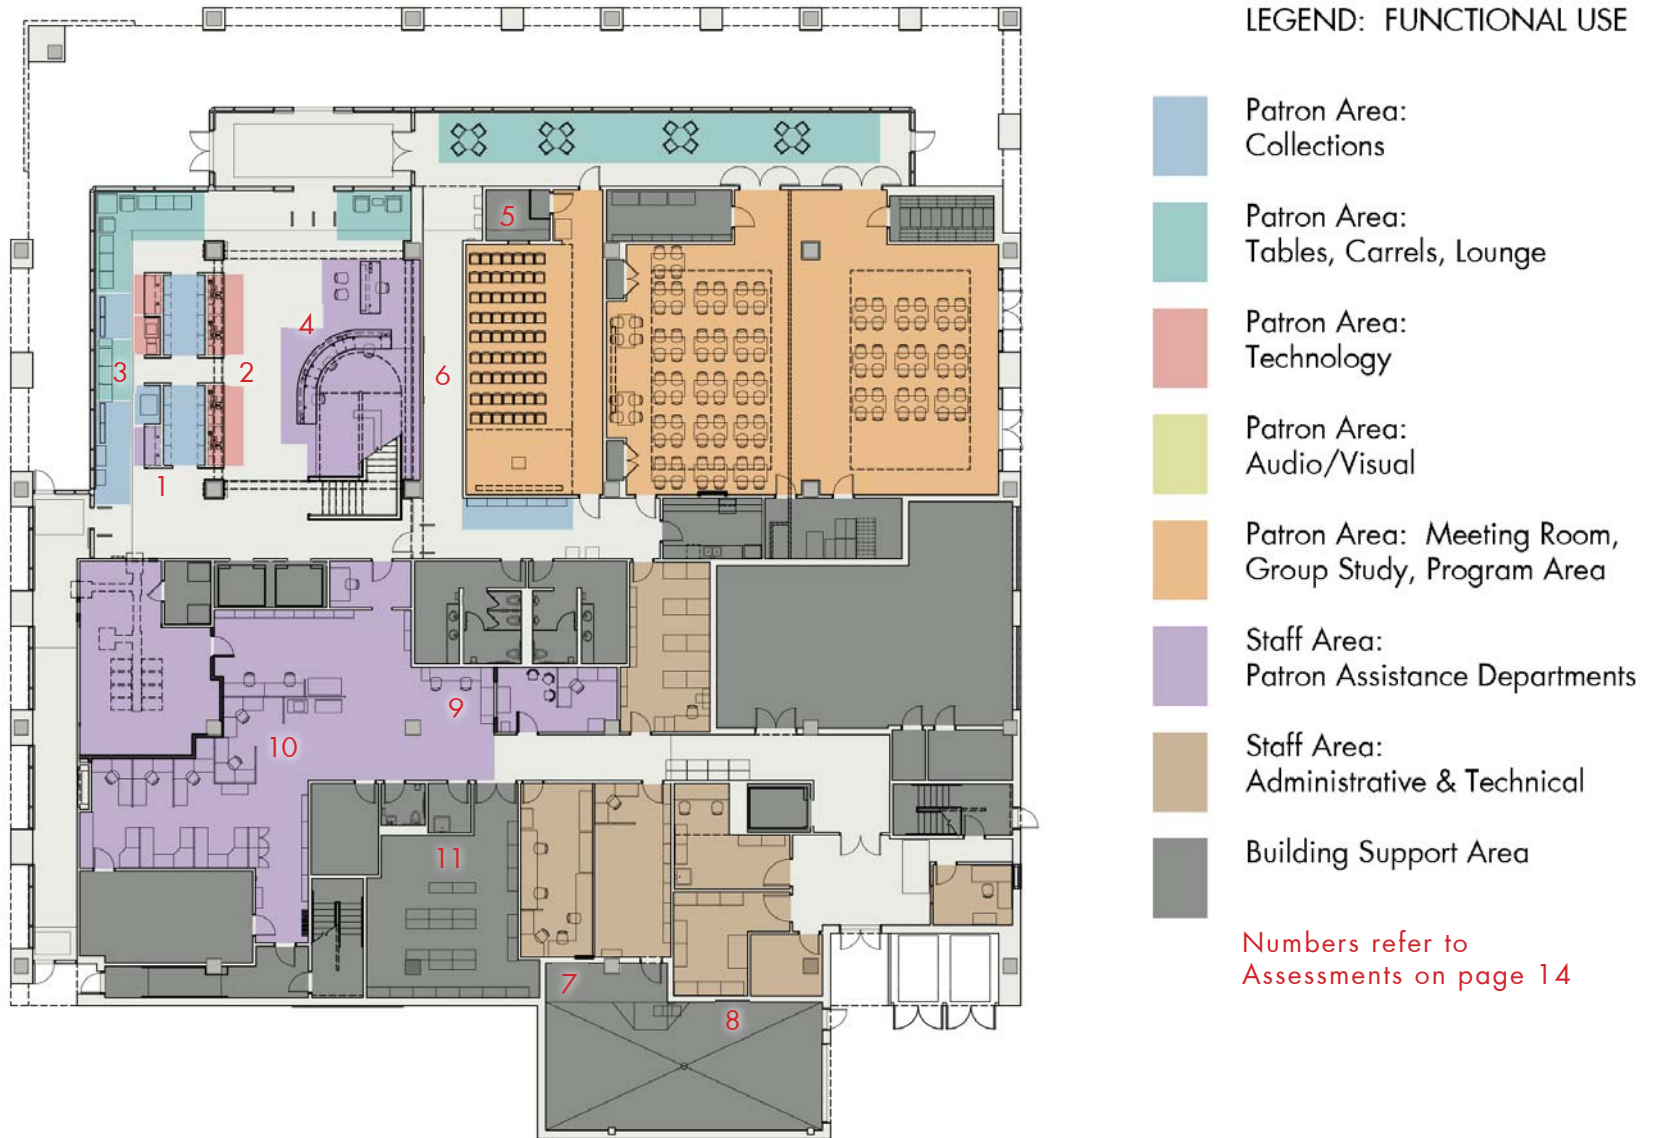 LEGEND:  FUNCTIONAL USE
Patron Area:
Collections
Patron Area:
Tables, Carrels, Lounge
Patron Area:
Technology
Patron Area:
Audio/Visual
Patron Area:  Meeting Room,
Group Study, Program Area
Staff Area:
Patron Assistance Departments
Staff Area:
Administrative & Technical
Building Support Area
Numbers refer to
Assessments on page 14
5
4
3
2
6
1
9
10
11
7
8